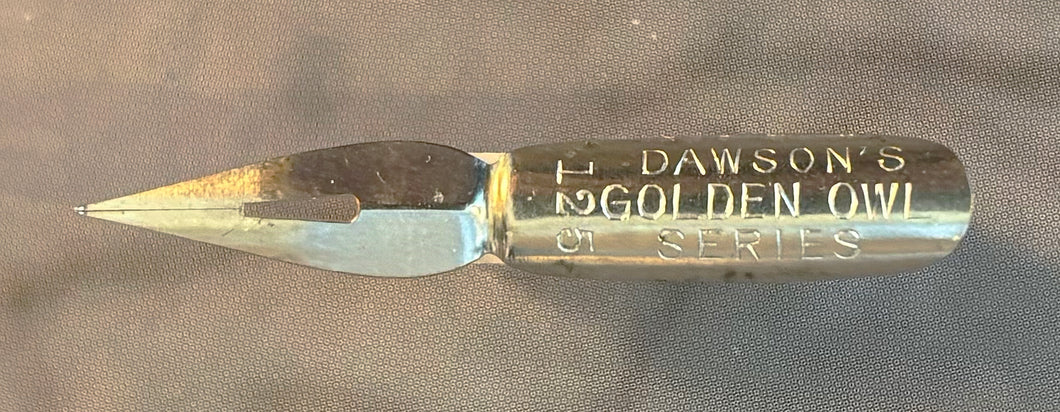 125
DAWSON'S
GOLDEN OWL
SERIES